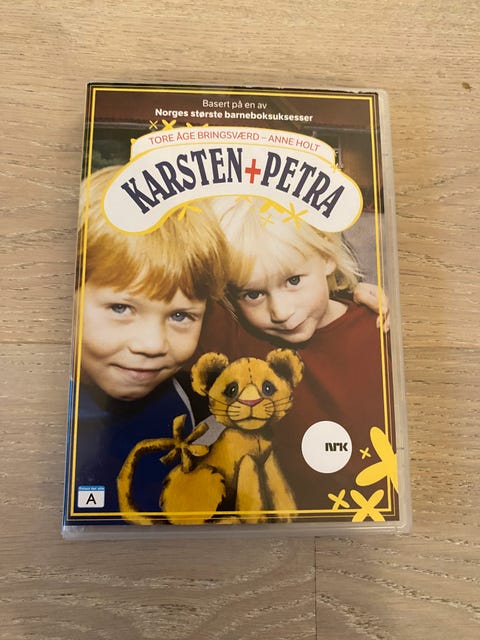 Basert på en av
Norges største barneboksuksesser
TORE ÅGE BRINGSVÆRD – ANNE HOLT
KARSTEN+PETRA
NRK
A